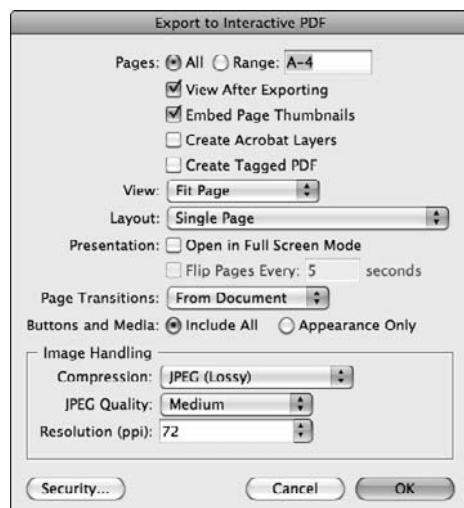 Export to Interactive PDF
Pages: All Range: A-4
View After Exporting
Embed Page Thumbnails
Create Acrobat Layers
Create Tagged PDF
View: Fit Page
Layout: Single Page
Presentation: Open in Full Screen Mode
Flip Pages Every: 5 seconds
Page Transitions: From Document
Buttons and Media: Include All Appearance Only
Image Handling
Compression: JPEG (Lossy)
JPEG Quality: Medium
Resolution (ppi): 72
Security... Cancel OK